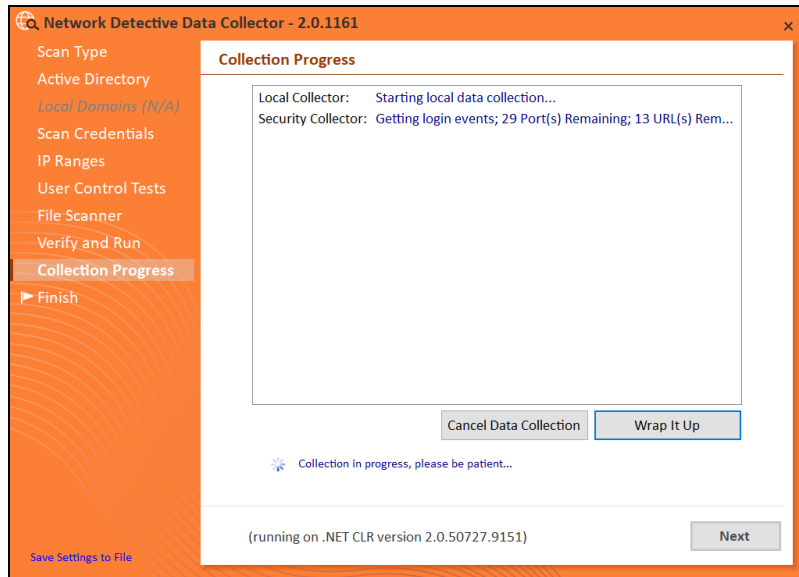 Network Detective Data Collector - 2.0.1161
×
Scan Type
Active Directory
Local Domains (N/A)
Scan Credentials
IP Ranges
User Control Tests
File Scanner
Verify and Run
Collection Progress
Finish
Save Settings to File
Collection Progress
Local Collector: Starting local data collection...
Security Collector: Getting login events; 29 Port(s) Remaining; 13 URL(s) Rem...
Cancel Data Collection Wrap It Up
Collection in progress, please be patient...
(running on .NET CLR version 2.0.50727.9151) Next